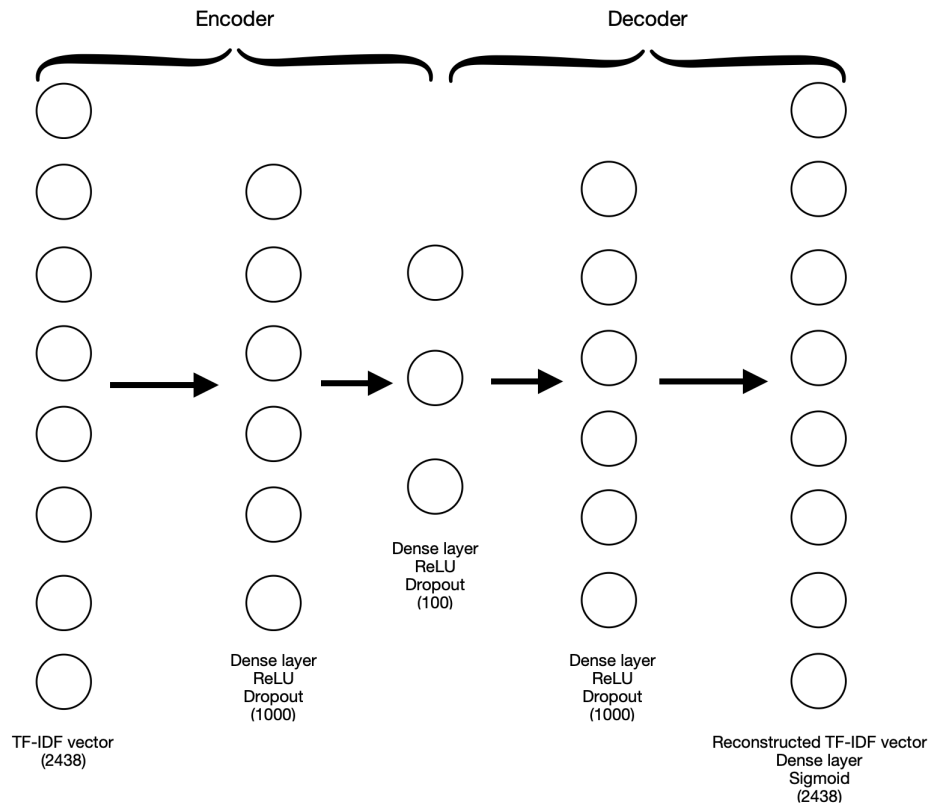 Encoder
Decoder
Dense layer
ReLU
Dropout
(100)
Dense layer
ReLU
Dropout
(1000)
Dense layer
ReLU
Dropout
(1000)
TF-IDF vector
(2438)
Reconstructed TF-IDF vector
Dense layer
Sigmoid
(2438)